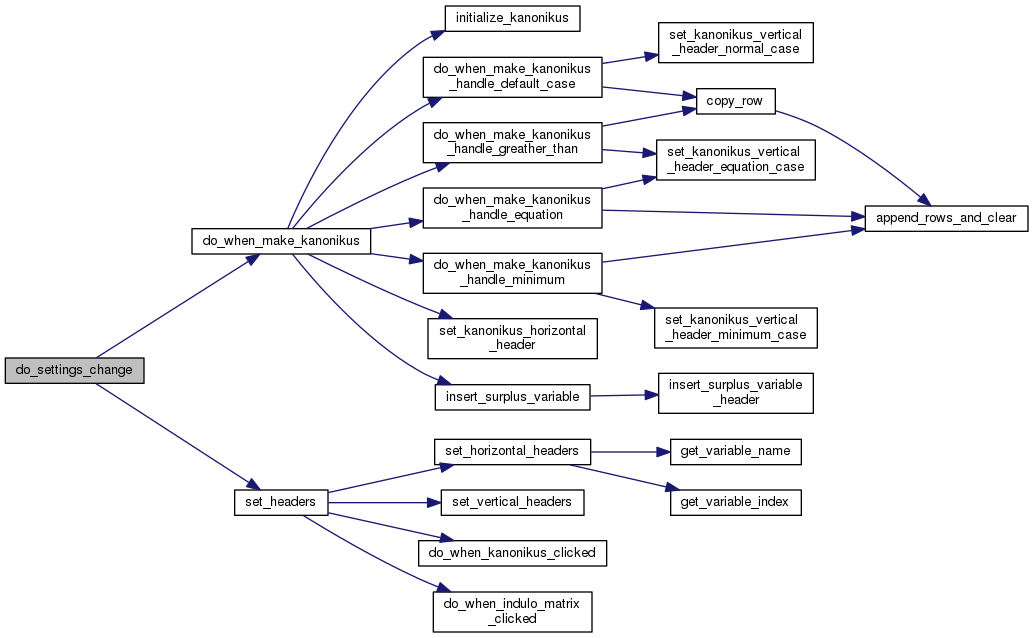 initialize_kanonikus
set_kanonikus_vertical
_header_normal_case
do_when_make_kanonikus
_handle_default_case
copy_row
do_when_make_kanonikus
_handle_greather_than
set_kanonikus_vertical
_header_equation_case
do_when_make_kanonikus
_handle_equation
append_rows_and_clear
do_when_make_kanonikus
do_when_make_kanonikus
_handle_minimum
set_kanonikus_horizontal
_header
set_kanonikus_vertical
_header_minimum_case
do_settings_change
insert_surplus_variable
insert_surplus_variable
_header
set_horizontal_headers
get_variable_name
set_headers
set_vertical_headers
get_variable_index
do_when_kanonikus_clicked
do_when_indulo_matrix
_clicked